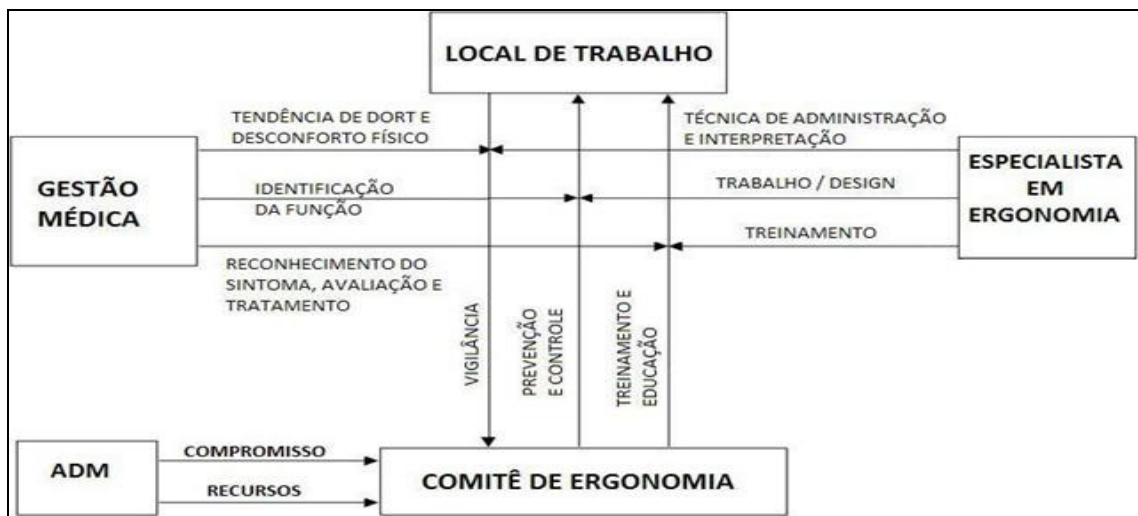 LOCAL DE TRABALHO
TENDÊNCIA DE DORT E
DESCONFORTO FÍSICO
TÉCNICA DE ADMINISTRAÇÃO
E INTERPRETAÇÃO
GESTÃO
MÉDICA
IDENTIFICAÇÃO
DA FUNÇÃO
TRABALHO / DESIGN
ESPECIALISTA
EM
ERGONOMIA
TREINAMENTO
RECONHECIMENTO DO
SINTOMA, AVALIAÇÃO E
TRATAMENTO
VIGILÂNCIA
PREVENÇÃO
E CONTROLE
TREINAMENTO E
EDUCAÇÃO
ADM
COMPROMISSO
RECURSOS
COMITÊ DE ERGONOMIA